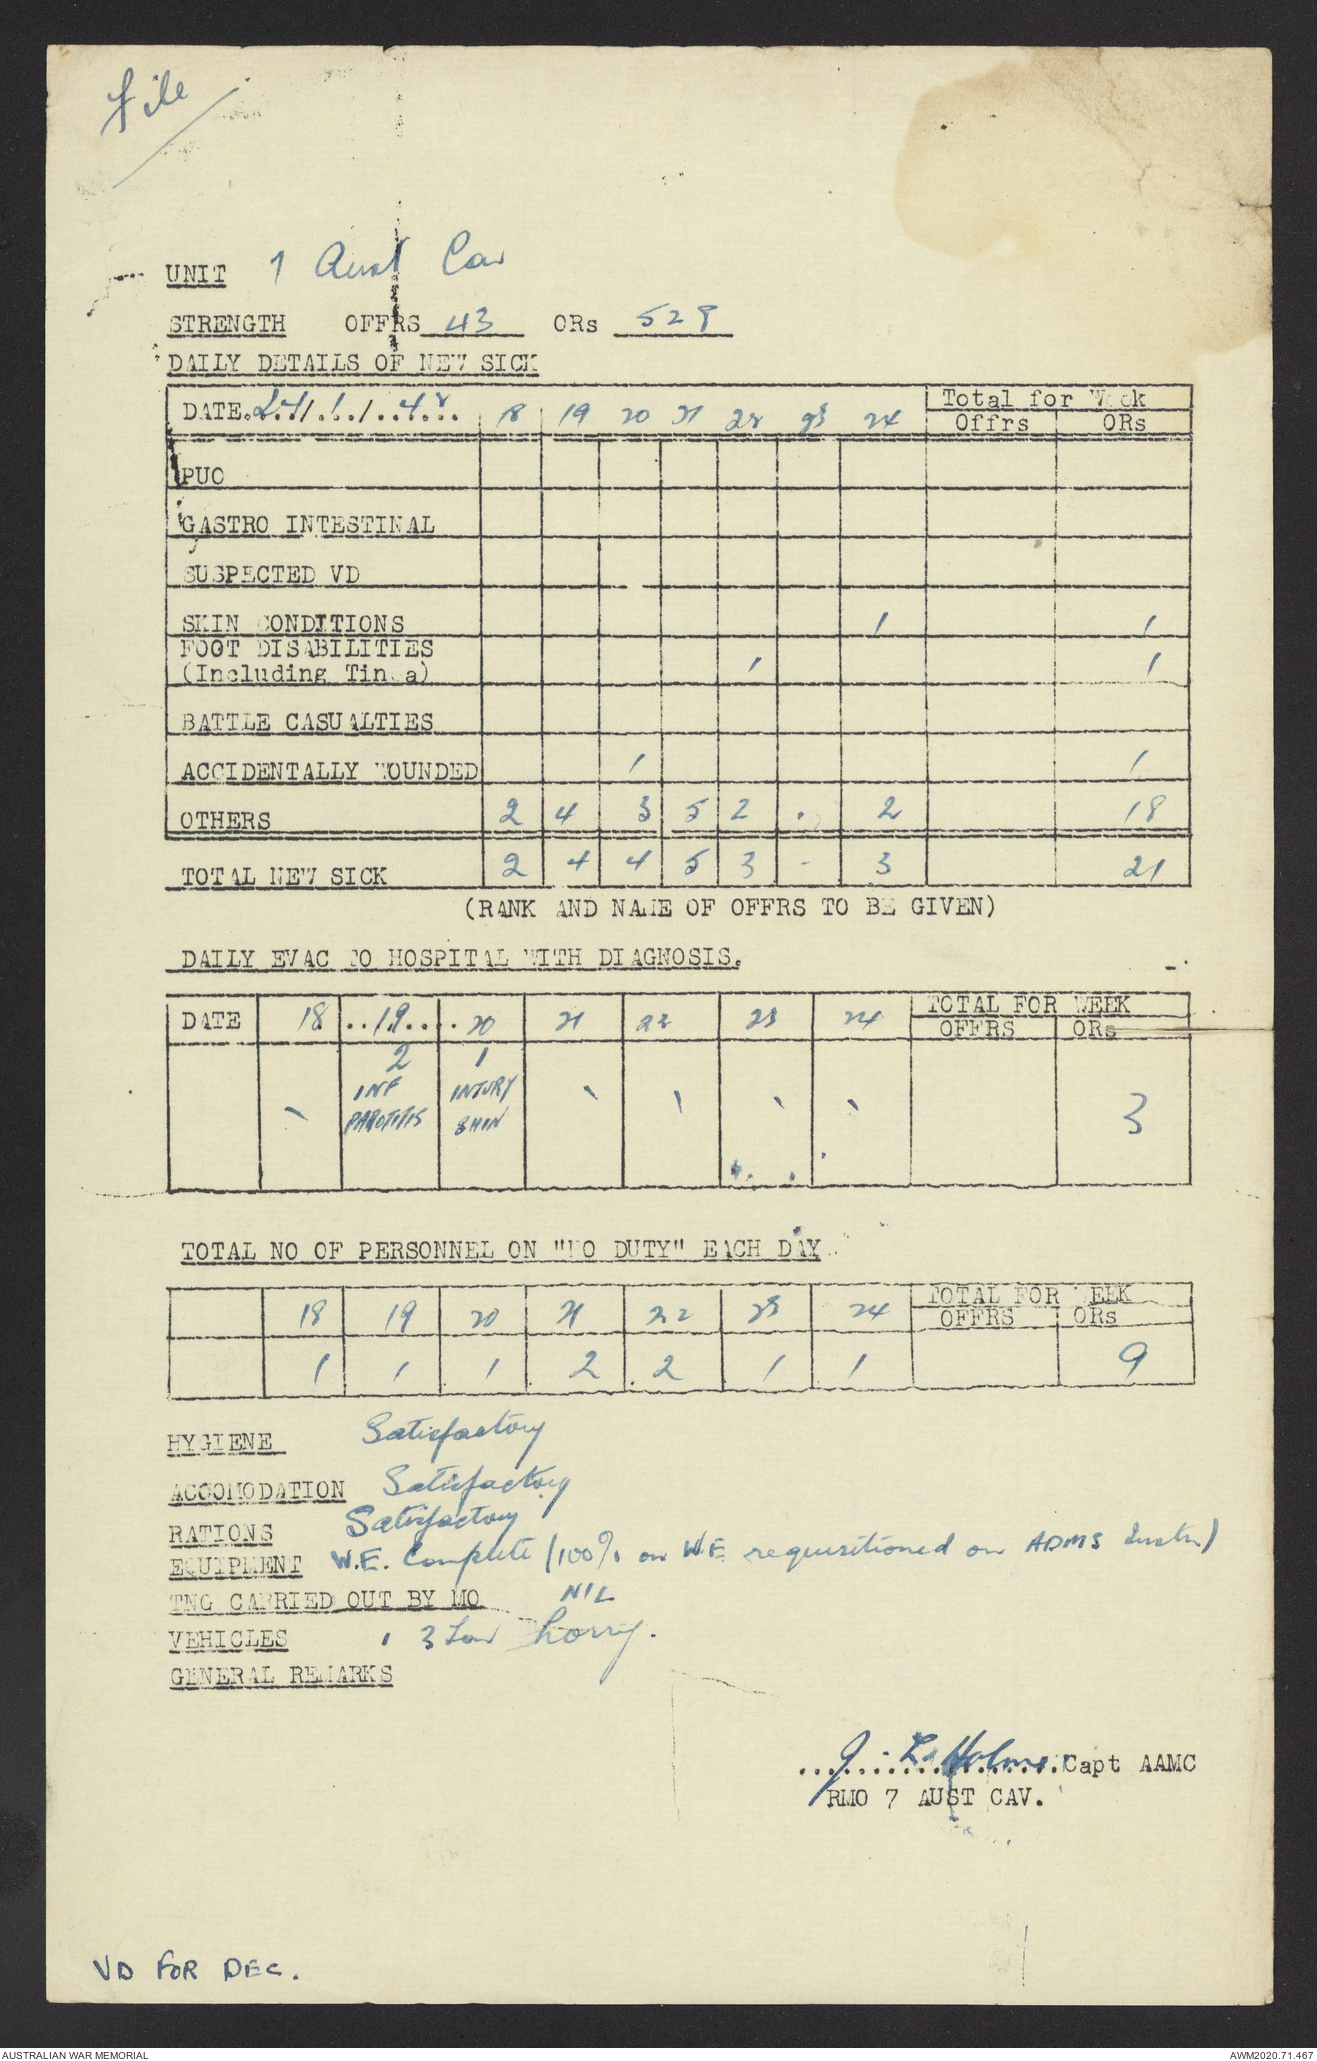 File
UNIT 7 Aust Cav
STRENGTH OFFRS 43 ORs 528
DAILY DETAILS OF NEW SICK
DATE. 24/1/42 18 19 20 21 22 23 24 Total for Week
Offrs ORs
PUO
GASTRO INTESTINAL
SUSPECTED VD
SKIN CONDITIONS 1 1
FOOT DISABILITIES
(Including Tinea) 1 1
BATTLE CASUALTIES
ACCIDENTALLY WOUNDED 1 1
OTHERS 2 4 3 5 2 . 2 18
TOTAL NEW SICK 2 4 4 5 3 - 3 21
(RANK AND NAME OF OFFRS TO BE GIVEN)
DAILY EVAC TO HOSPITAL WITH DIAGNOSIS.
DATE 18 ..19.... 20 21 22 23 24 TOTAL FOR WEEK
OFFRS ORs
2 1
INF INJURY
\ PAROTITIS SHIN \ \ \ \ 3
TOTAL NO OF PERSONNEL ON "NO DUTY" EACH DAY
18 19 20 21 22 23 24 TOTAL FOR WEEK
OFFRS ORs
1 1 1 2 2 1 1 9
HYGIENE Satisfactory
ACCOMODATION Satisfactory
RATIONS Satisfactory
EQUIPMENT W.E. Complete (100% on W.E requisitioned on ADMS Instn)
TNG CARRIED OUT BY MO NIL
VEHICLES 1 3 Ton Lorry.
GENERAL REMARKS
J. L. Holme Capt AAMC
RMO 7 AUST CAV.
VD FOR DEC.
AUSTRALIAN WAR MEMORIAL AWM2020.71.467